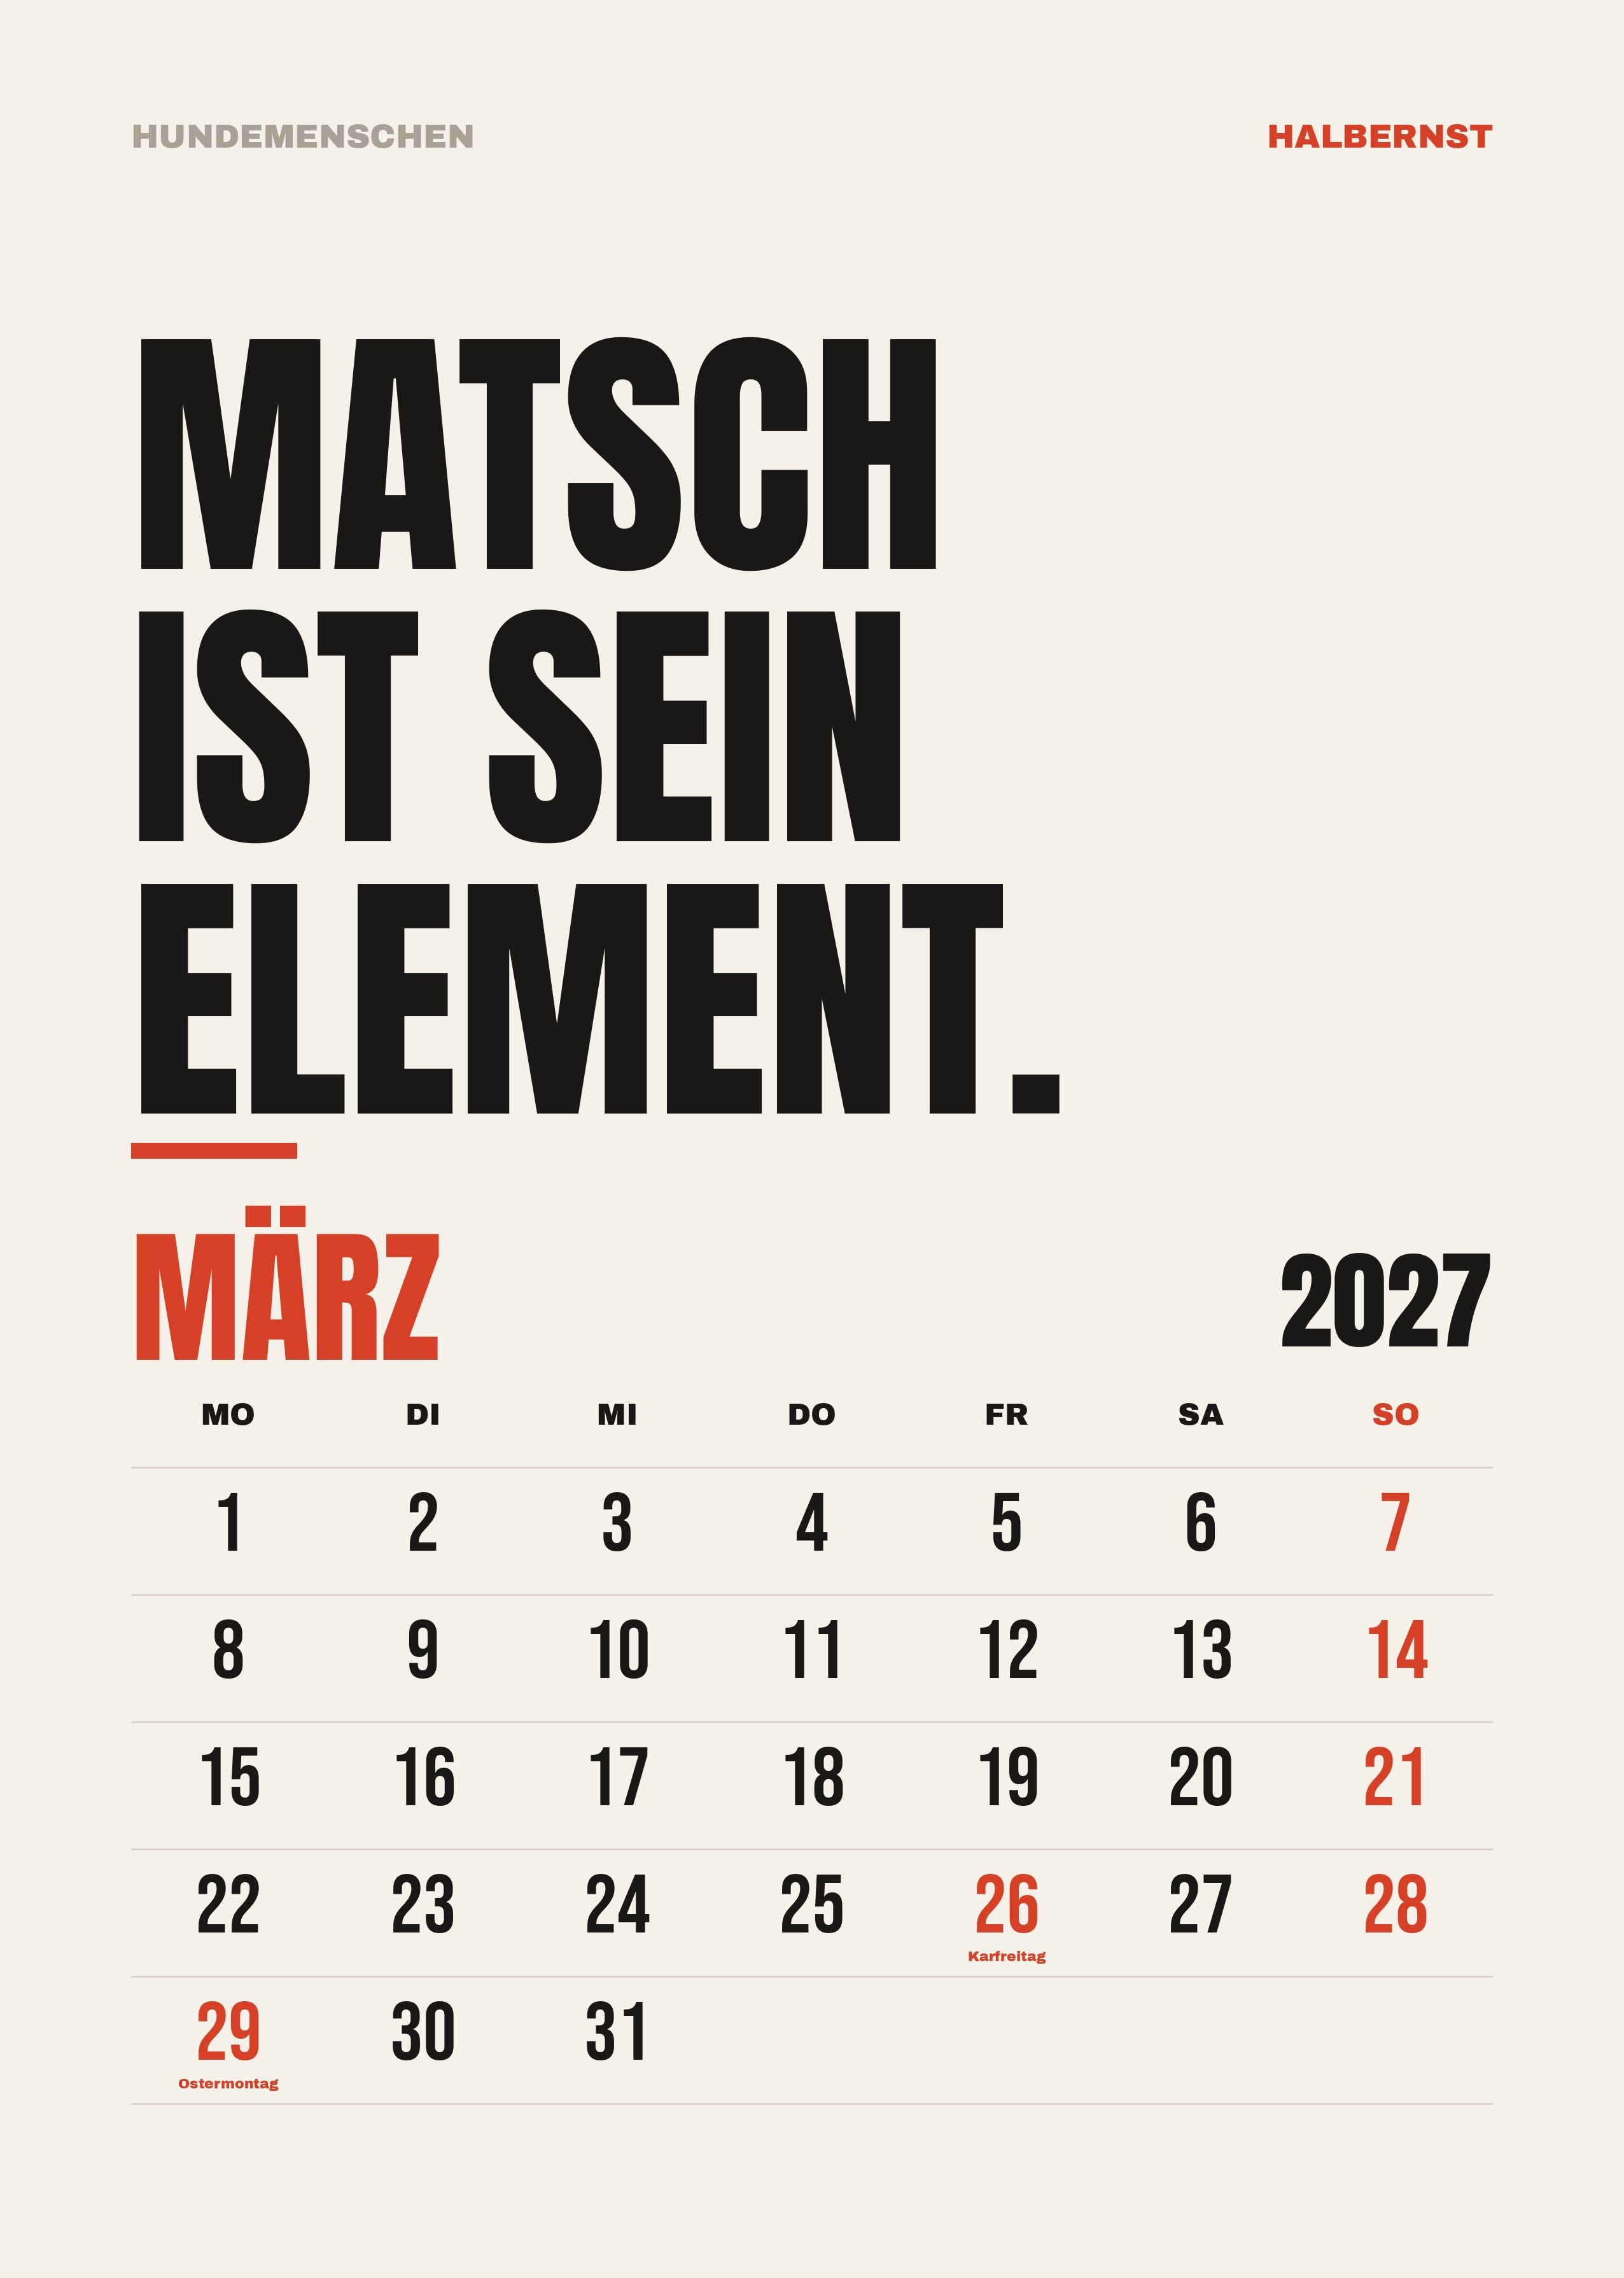 HUNDEMENSCHEN HALBERNST
MATSCH
IST SEIN
ELEMENT.
MÄRZ 2027
MO DI MI DO FR SA SO
1 2 3 4 5 6 7
8 9 10 11 12 13 14
15 16 17 18 19 20 21
22 23 24 25 26 27 28
Karfreitag
29 30 31
Ostermontag